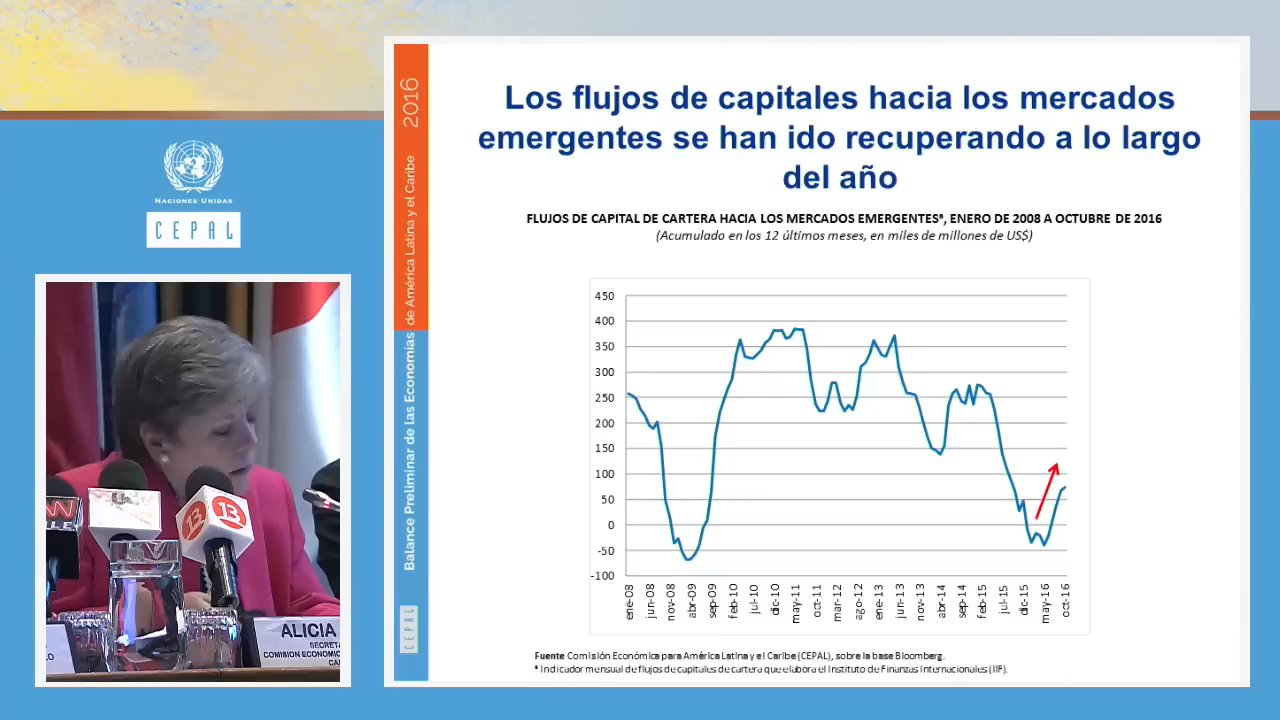 NACIONES UNIDAS
CEPAL
2016
Balance Preliminar de las Economías de América Latina y el Caribe
CEPAL
Los flujos de capitales hacia los mercados
emergentes se han ido recuperando a lo largo
del año
FLUJOS DE CAPITAL DE CARTERA HACIA LOS MERCADOS EMERGENTESª, ENERO DE 2008 A OCTUBRE DE 2016
(Acumulado en los 12 últimos meses, en miles de millones de US$)
450
400
350
300
250
200
150
100
50
0
-50
-100
ene-08
jun-08
nov-08
abr-09
sep-09
feb-10
jul-10
dic-10
may-11
oct-11
mar-12
ago-12
ene-13
jun-13
nov-13
abr-14
sep-14
feb-15
jul-15
dic-15
may-16
oct-16
Fuente Comisión Económica para América Latina y el Caribe (CEPAL), sobre la base Bloomberg.
ª Indicador mensual de flujos de capitales de cartera que elabora el Instituto de Finanzas Internacionales (IIF).
13
13
ALICIA
SECRETA
COMISION ECONOMIC